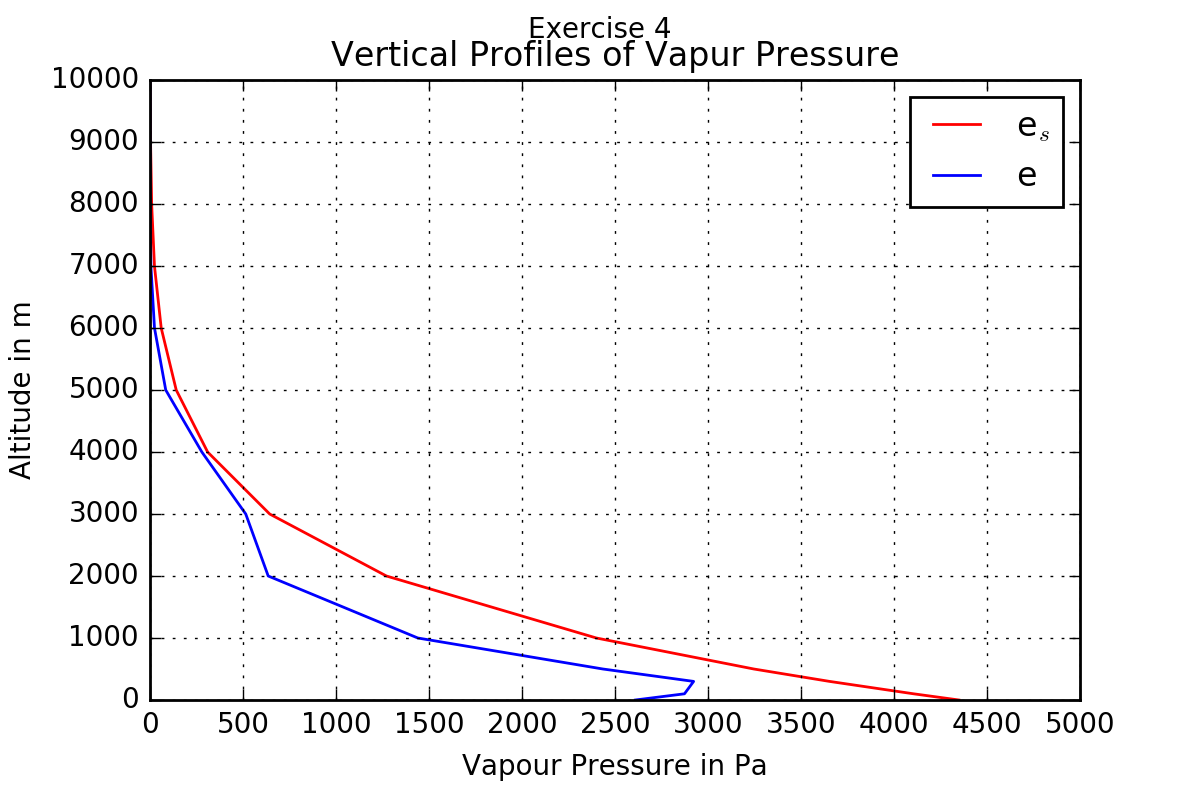 Exercise 4
Vertical Profiles of Vapur Pressure
10000
9000
8000
7000
6000
5000
4000
3000
2000
1000
0
Altitude in m
e_s
e
0 500 1000 1500 2000 2500 3000 3500 4000 4500 5000
Vapour Pressure in Pa